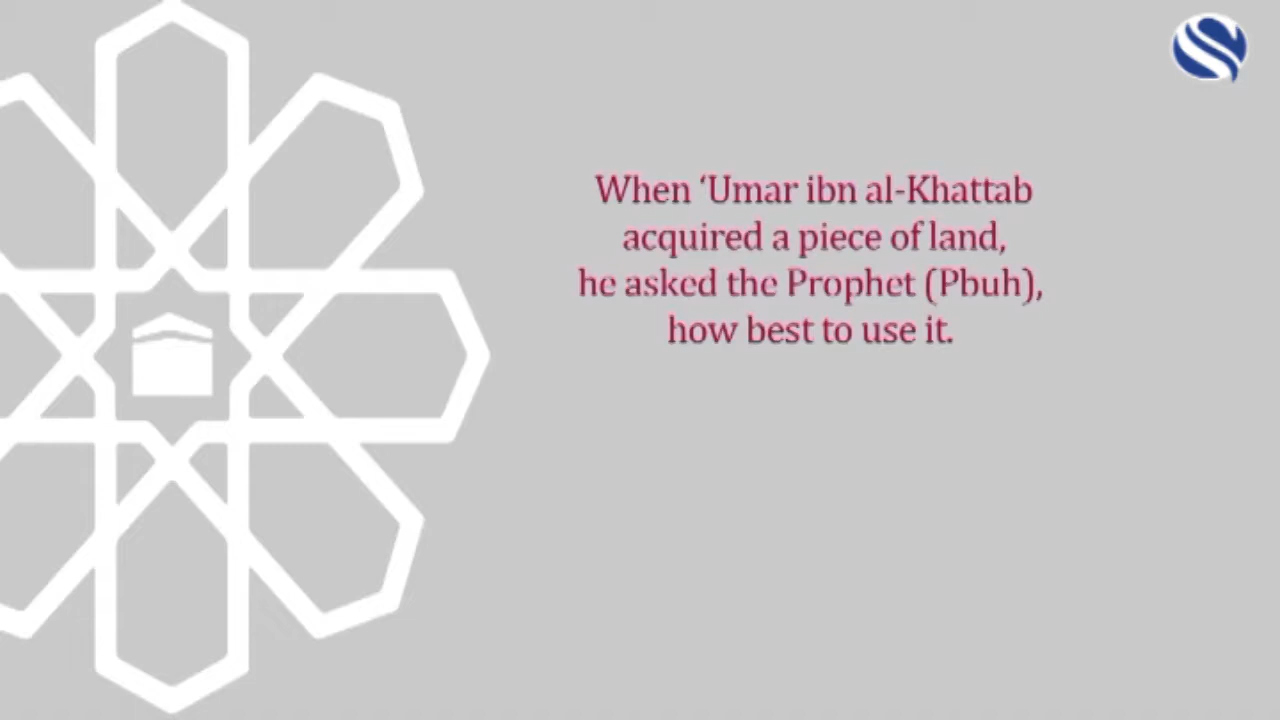 When ‘Umar ibn al-Khattab
acquired a piece of land,
he asked the Prophet (Pbuh),
how best to use it.